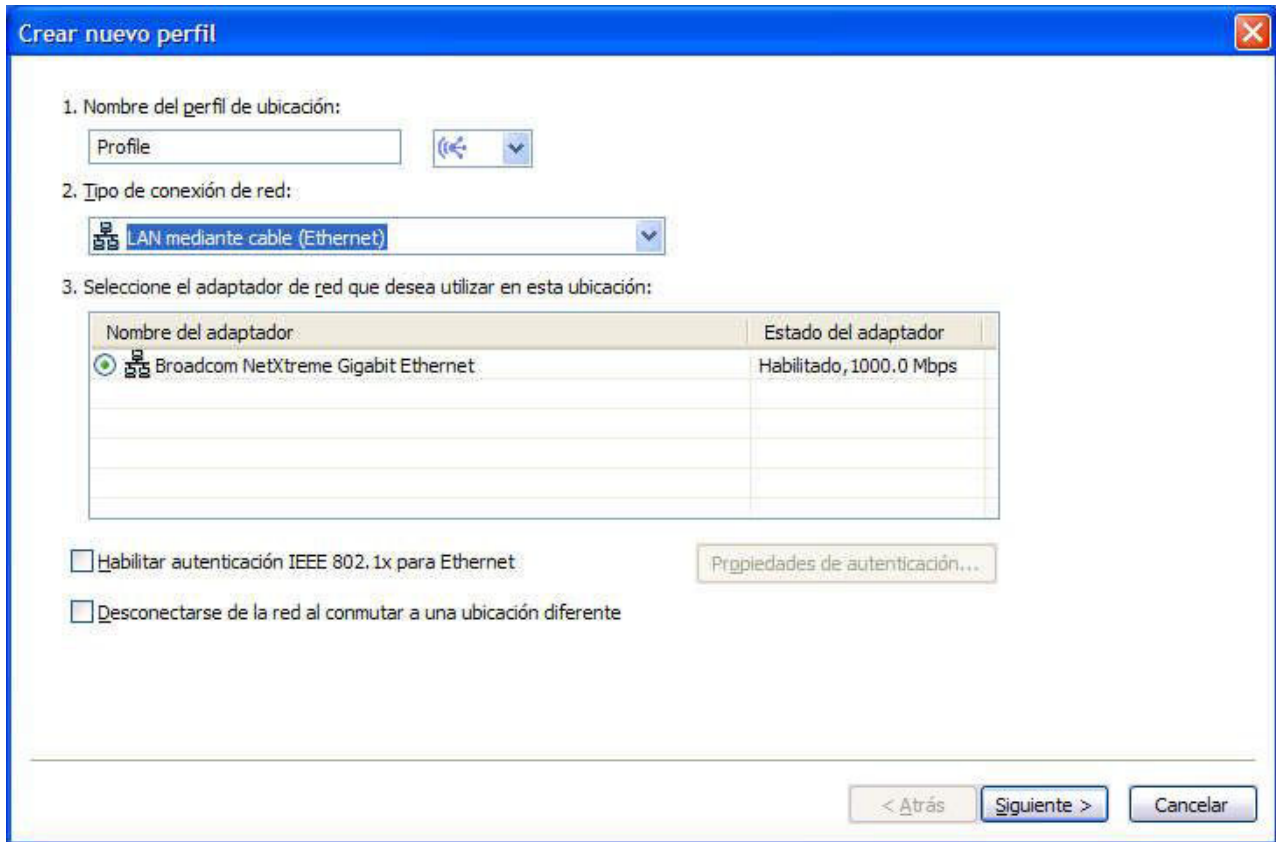 Crear nuevo perfil
1. Nombre del perfil de ubicación:
Profile
2. Tipo de conexión de red:
LAN mediante cable (Ethernet)
3. Seleccione el adaptador de red que desea utilizar en esta ubicación:
Nombre del adaptador Estado del adaptador
Broadcom NetXtreme Gigabit Ethernet Habilitado,1000.0 Mbps
Habilitar autenticación IEEE 802.1x para Ethernet Propiedades de autenticación...
Desconectarse de la red al conmutar a una ubicación diferente
< Atrás Siguiente > Cancelar